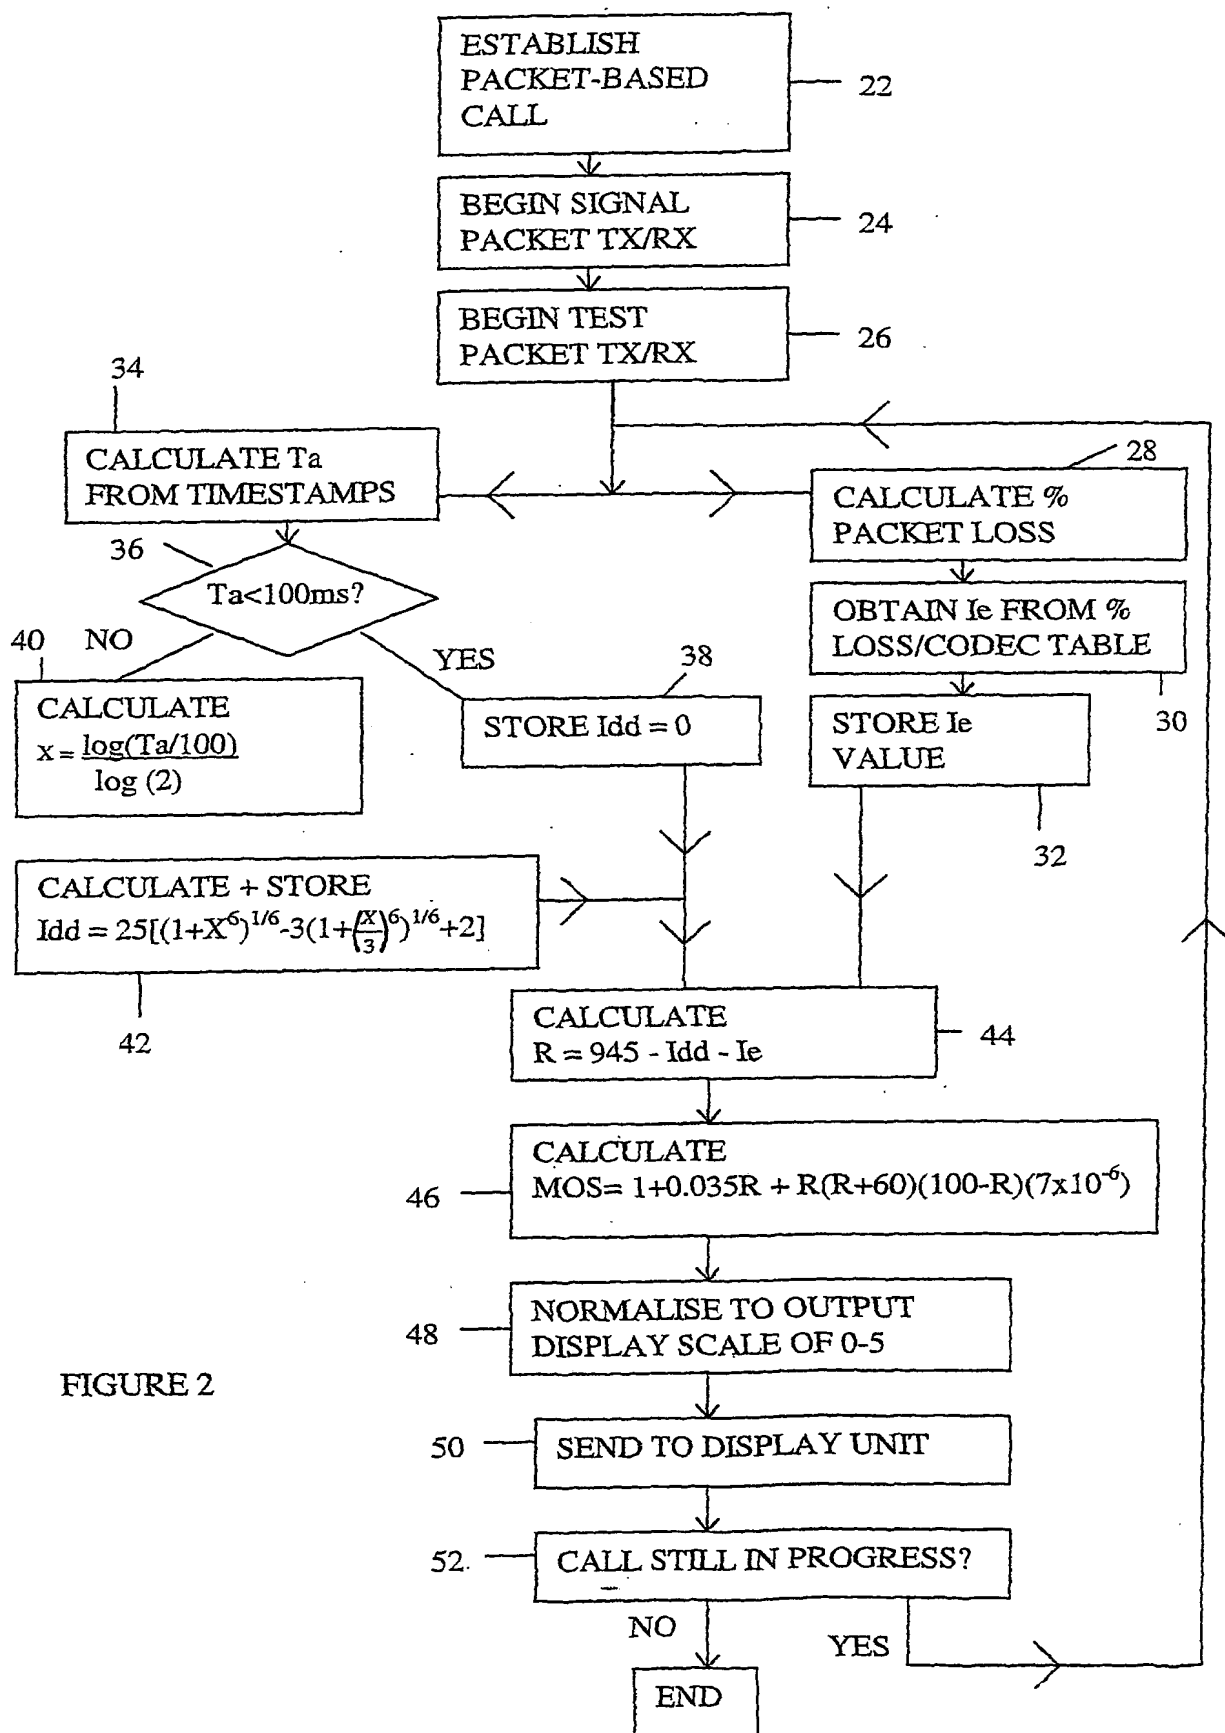 ESTABLISH
PACKET-BASED
CALL
22
BEGIN SIGNAL
PACKET TX/RX
24
BEGIN TEST
PACKET TX/RX
26
34
CALCULATE Ta
FROM TIMESTAMPS
28
CALCULATE %
PACKET LOSS
36
Ta<100ms?
OBTAIN Ie FROM %
LOSS/CODEC TABLE
30
40
NO
YES
38
CALCULATE
x = log(Ta/100)
log (2)
STORE Idd = 0
STORE Ie
VALUE
32
CALCULATE + STORE
Idd = 25[(1+X⁶)^1/6-3(1+(X/3)⁶)^1/6+2]
42
CALCULATE
R = 945 - Idd - Ie
44
CALCULATE
MOS= 1+0.035R + R(R+60)(100-R)(7x10⁻⁶)
46
NORMALISE TO OUTPUT
DISPLAY SCALE OF 0-5
48
FIGURE 2
50
SEND TO DISPLAY UNIT
52
CALL STILL IN PROGRESS?
NO
YES
END